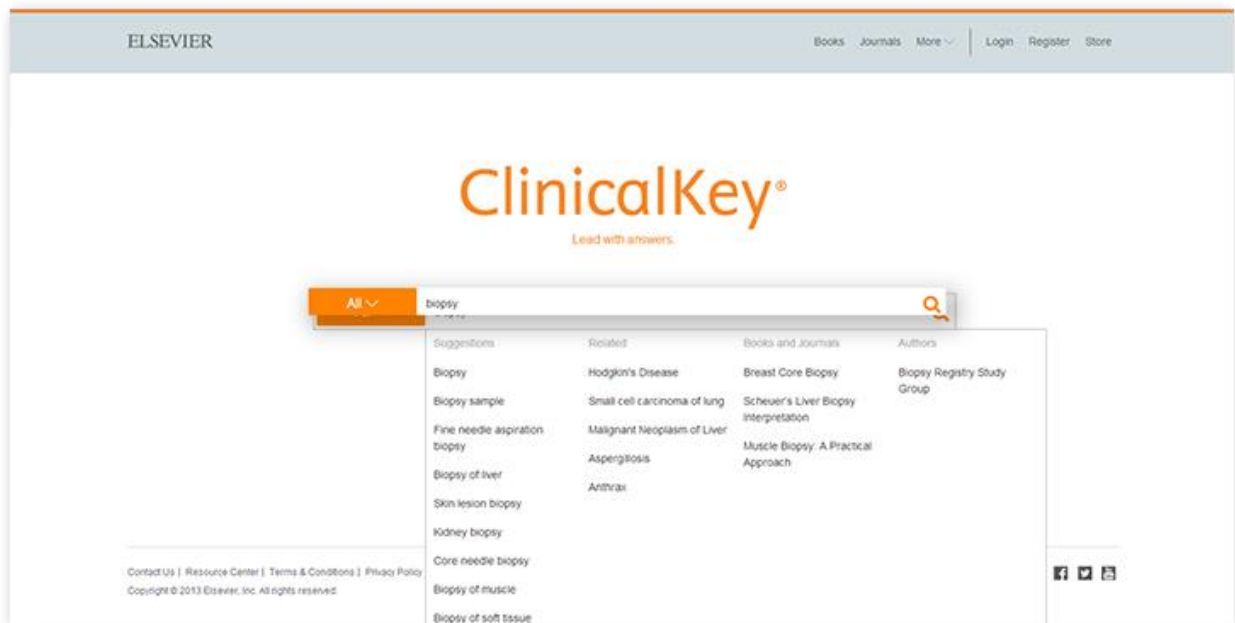 ELSEVIER
Books Journals More Login Register Store
ClinicalKey®
Lead with answers.
All biopsy
Suggestions
Biopsy
Biopsy sample
Fine needle aspiration
biopsy
Biopsy of liver
Skin lesion biopsy
Kidney biopsy
Core needle biopsy
Biopsy of muscle
Biopsy of soft tissue
Related
Hodgkin's Disease
Small cell carcinoma of lung
Malignant Neoplasm of Liver
Aspergillosis
Anthrax
Books and Journals
Breast Core Biopsy
Scheuer's Liver Biopsy
Interpretation
Muscle Biopsy: A Practical
Approach
Authors
Biopsy Registry Study
Group
Contact Us | Resource Center | Terms & Conditions | Privacy Policy
Copyright © 2013 Elsevier, Inc. All rights reserved.